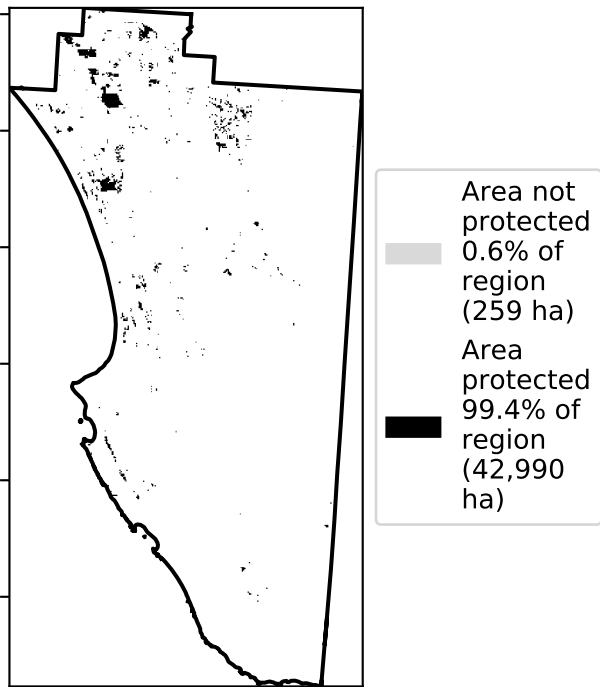 Area not
protected
0.6% of
region
(259 ha)
Area
protected
99.4% of
region
(42,990
ha)